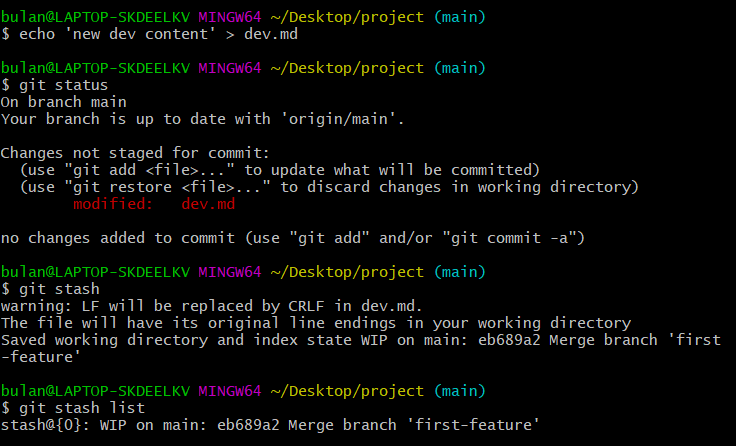 bulan@LAPTOP-SKDEELKV MINGW64 ~/Desktop/project (main)
$ echo 'new dev content' > dev.md
bulan@LAPTOP-SKDEELKV MINGW64 ~/Desktop/project (main)
$ git status
On branch main
Your branch is up to date with 'origin/main'.
Changes not staged for commit:
  (use "git add <file>..." to update what will be committed)
  (use "git restore <file>..." to discard changes in working directory)
        modified:   dev.md
no changes added to commit (use "git add" and/or "git commit -a")
bulan@LAPTOP-SKDEELKV MINGW64 ~/Desktop/project (main)
$ git stash
warning: LF will be replaced by CRLF in dev.md.
The file will have its original line endings in your working directory
Saved working directory and index state WIP on main: eb689a2 Merge branch 'first
-feature'
bulan@LAPTOP-SKDEELKV MINGW64 ~/Desktop/project (main)
$ git stash list
stash@{0}: WIP on main: eb689a2 Merge branch 'first-feature'